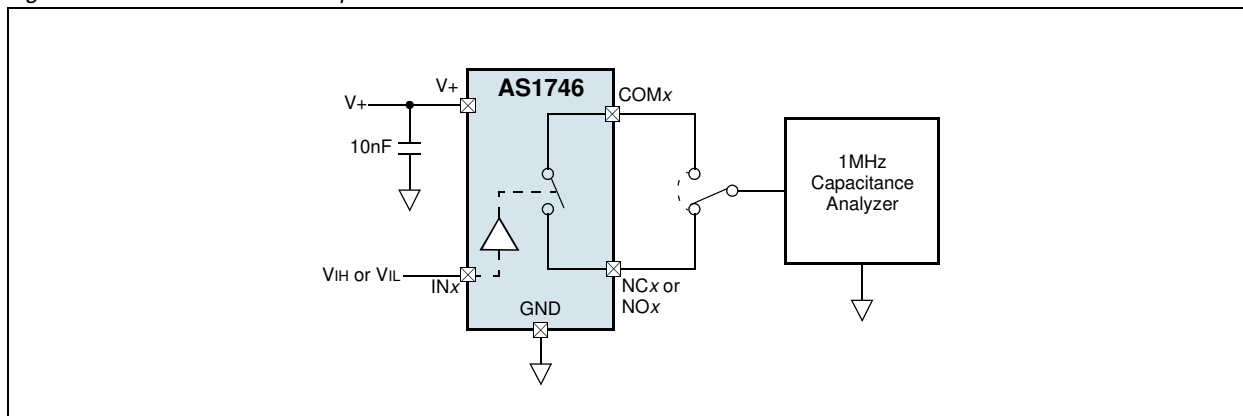 V+
AS1746
COMx
V+
10nF
1MHz
Capacitance
Analyzer
VIH or VIL
INx
GND
NCx or
NOx